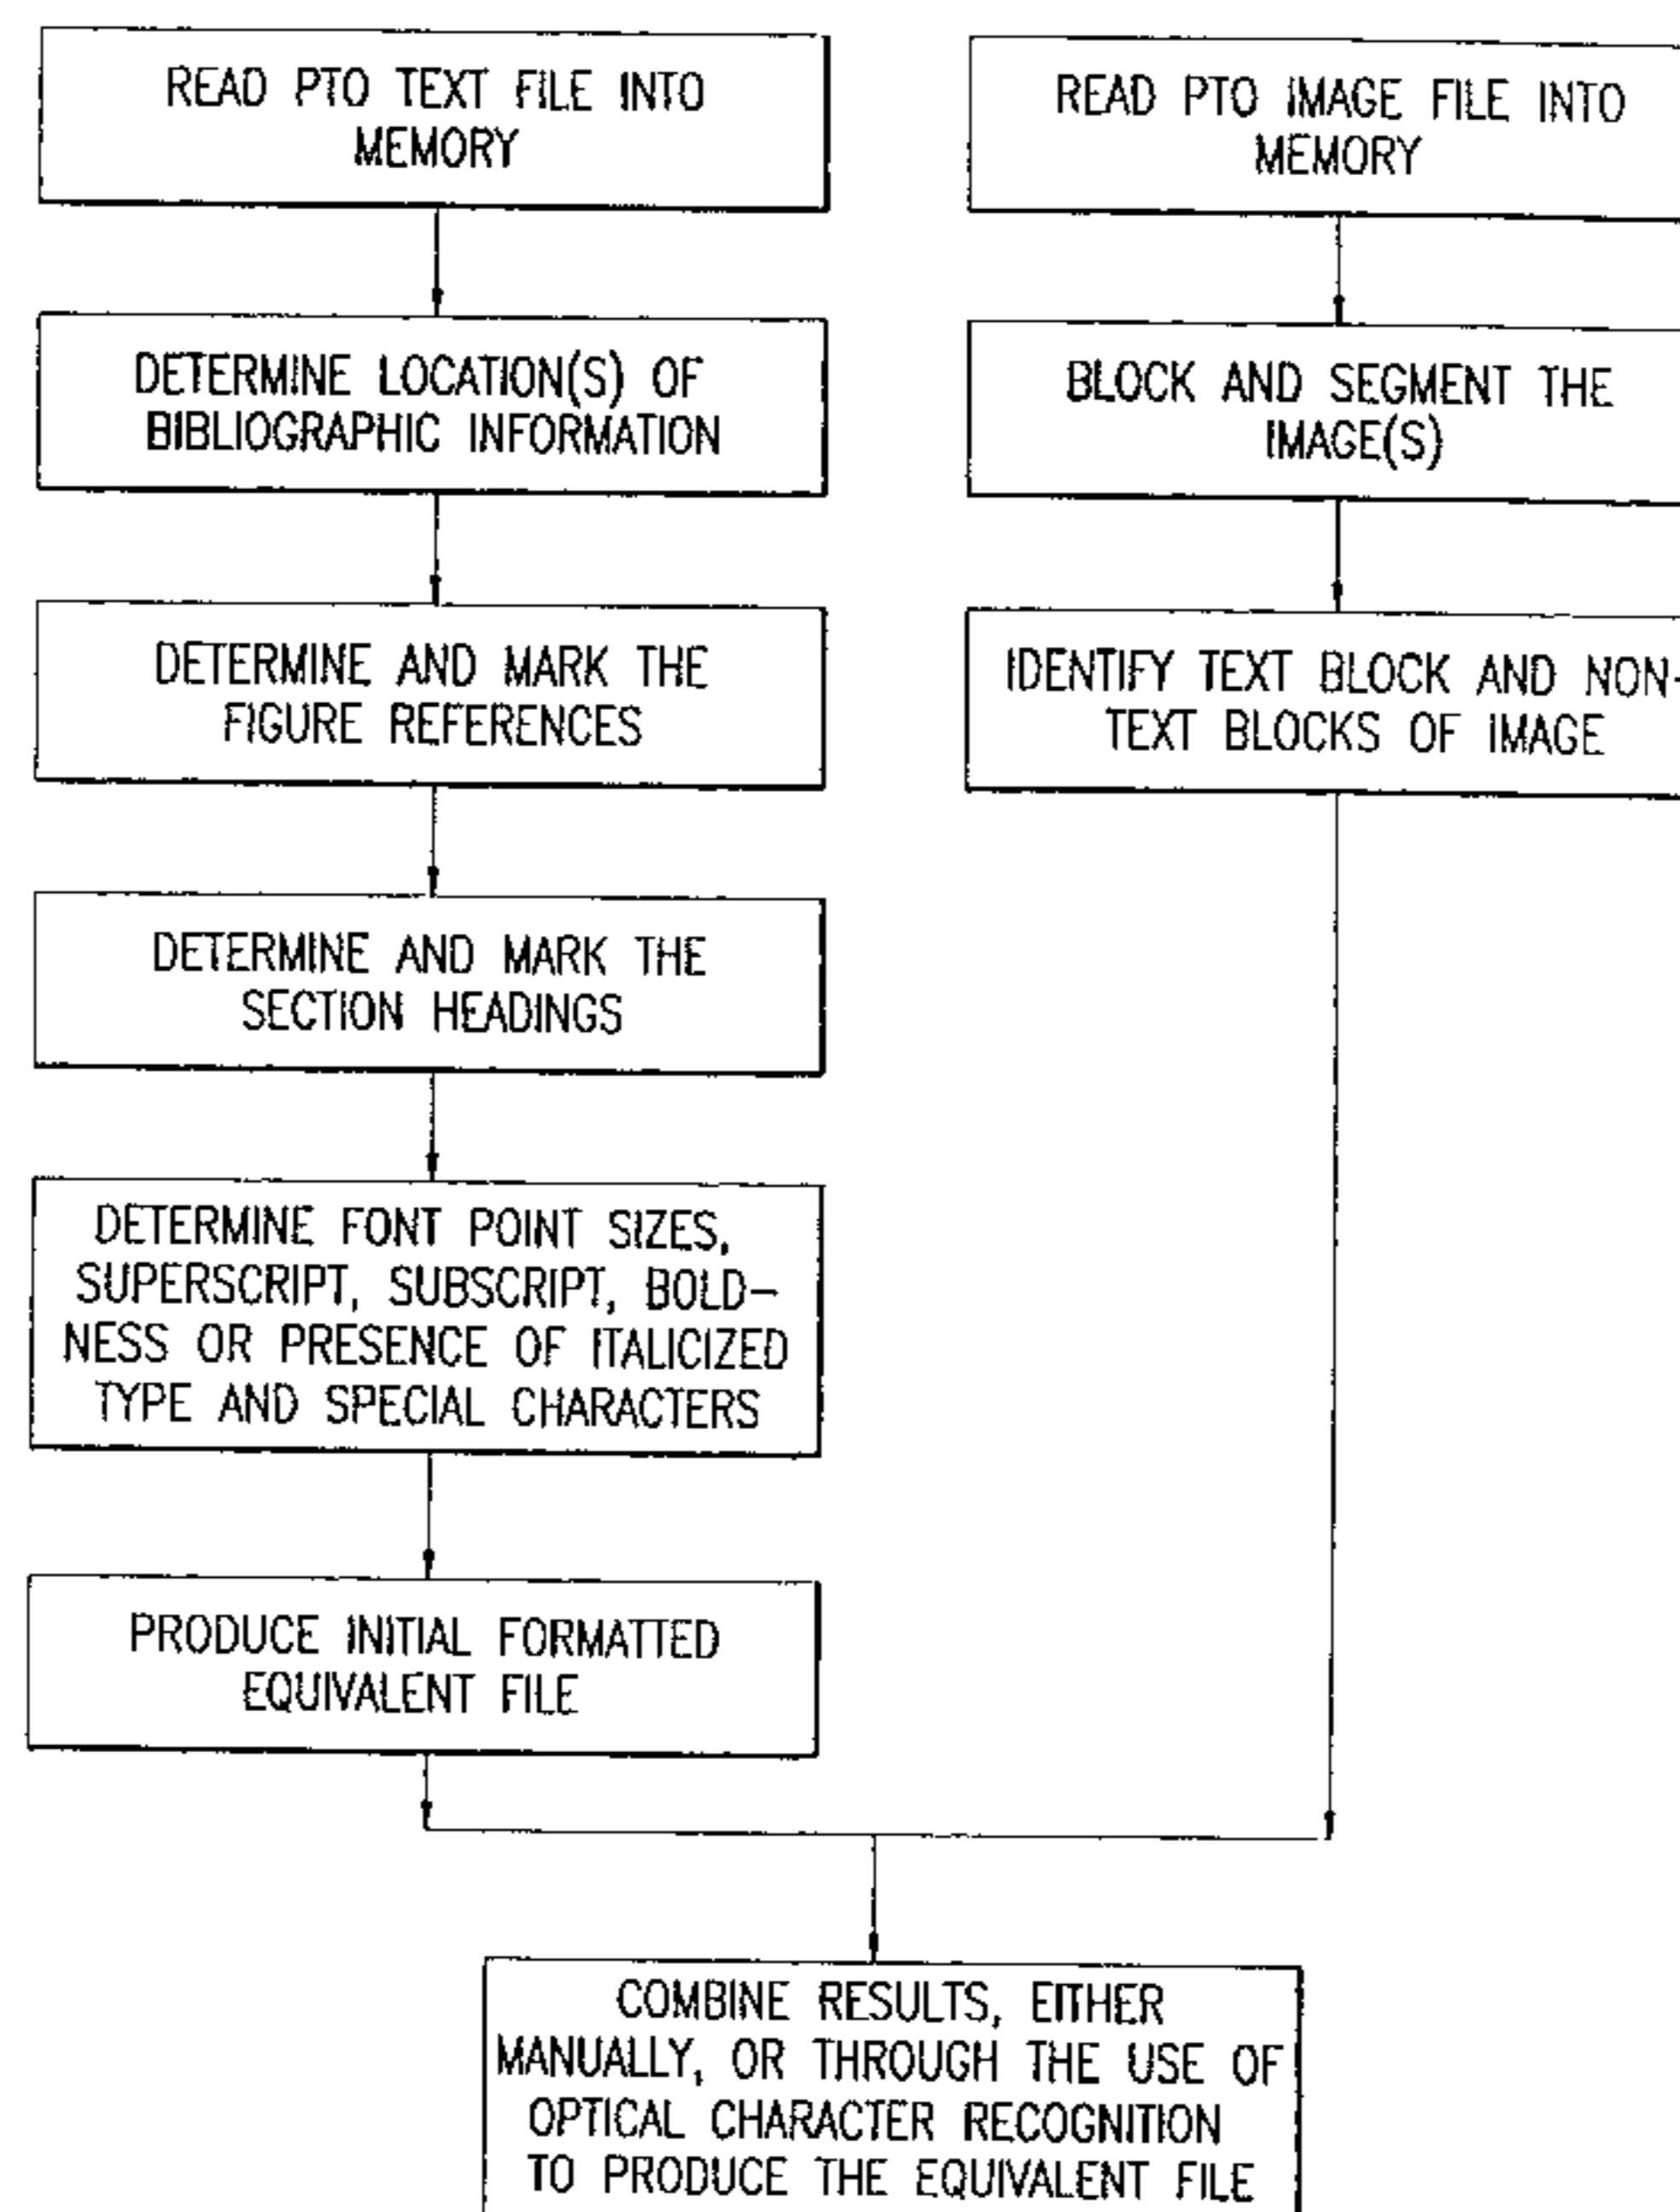 READ PTO TEXT FILE INTO
MEMORY
DETERMINE LOCATION(S) OF
BIBLIOGRAPHIC INFORMATION
DETERMINE AND MARK THE
FIGURE REFERENCES
DETERMINE AND MARK THE
SECTION HEADINGS
DETERMINE FONT POINT SIZES,
SUPERSCRIPT, SUBSCRIPT, BOLD-
NESS OR PRESENCE OF ITALICIZED
TYPE AND SPECIAL CHARACTERS
PRODUCE INITIAL FORMATTED
EQUIVALENT FILE
READ PTO IMAGE FILE INTO
MEMORY
BLOCK AND SEGMENT THE
IMAGE(S)
IDENTIFY TEXT BLOCK AND NON-
TEXT BLOCKS OF IMAGE
COMBINE RESULTS, EITHER
MANUALLY, OR THROUGH THE USE OF
OPTICAL CHARACTER RECOGNITION
TO PRODUCE THE EQUIVALENT FILE